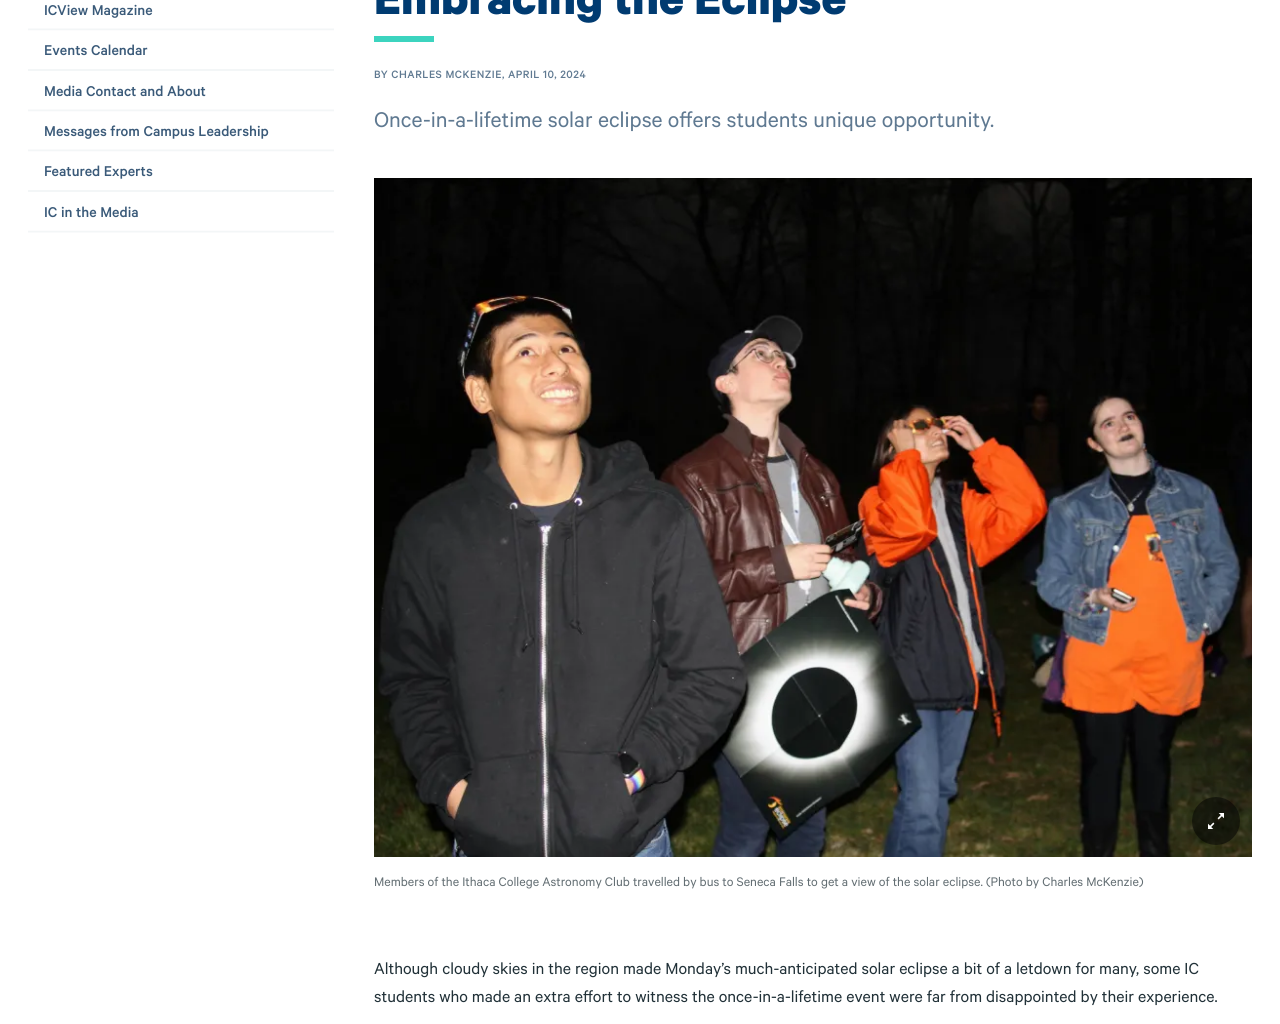 ICView Magazine
Events Calendar
Media Contact and About
Messages from Campus Leadership
Featured Experts
IC in the Media
Embracing the Eclipse
BY CHARLES MCKENZIE, APRIL 10, 2024
Once-in-a-lifetime solar eclipse offers students unique opportunity.
Members of the Ithaca College Astronomy Club travelled by bus to Seneca Falls to get a view of the solar eclipse. (Photo by Charles McKenzie)
Although cloudy skies in the region made Monday’s much-anticipated solar eclipse a bit of a letdown for many, some IC
students who made an extra effort to witness the once-in-a-lifetime event were far from disappointed by their experience.